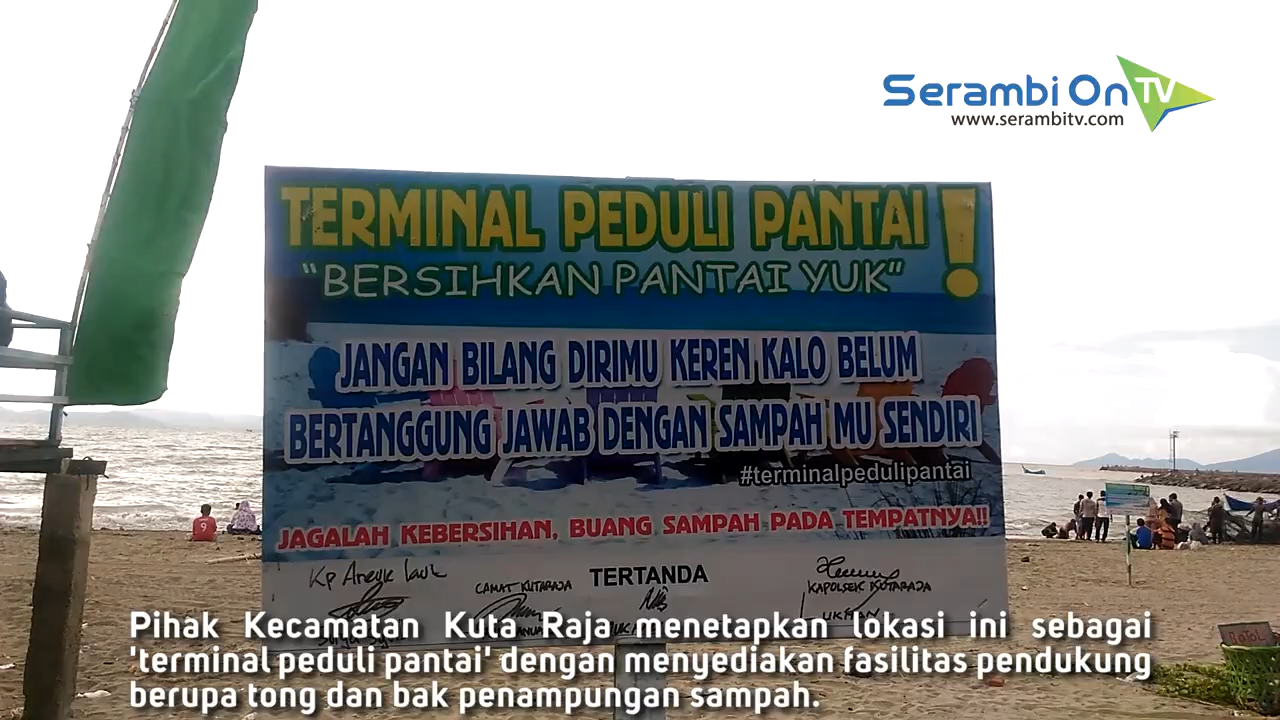 Serambi On TV
www.serambitv.com
TERMINAL PEDULI PANTAI!
"BERSIHKAN PANTAI YUK"
JANGAN BILANG DIRIMU KEREN KALO BELUM
BERTANGGUNG JAWAB DENGAN SAMPAH MU SENDIRI
#terminalpedulipantai
JAGALAH KEBERSIHAN, BUANG SAMPAH PADA TEMPATNYA!!
TERTANDA
CAMAT KUTARAJA
KAPOLSEK KUTARAJA
Pihak Kecamatan Kuta Raja menetapkan lokasi ini sebagai
'terminal peduli pantai' dengan menyediakan fasilitas pendukung
berupa tong dan bak penampungan sampah.